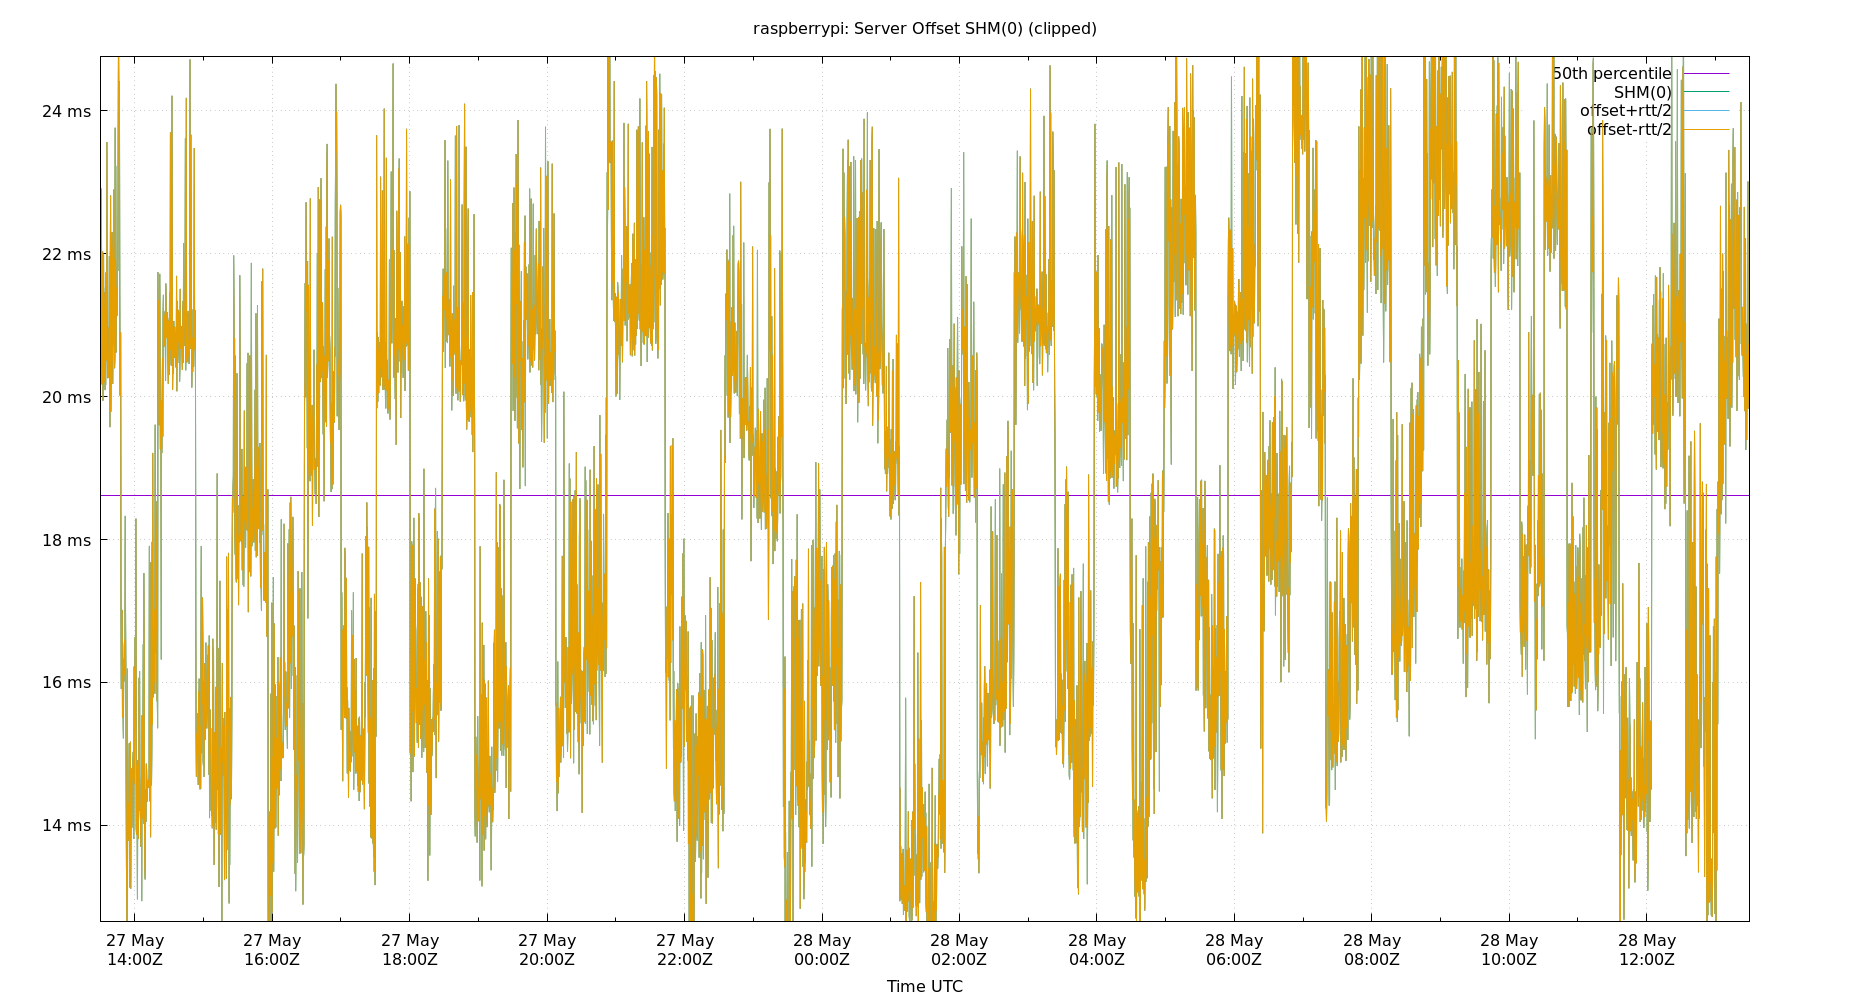 raspberrypi: Server Offset SHM(0) (clipped)
50th percentile
SHM(0)
offset+rtt/2
offset-rtt/2
24 ms
22 ms
20 ms
18 ms
16 ms
14 ms
27 May 27 May 27 May 27 May 27 May 28 May 28 May 28 May 28 May 28 May 28 May 28 May
14:00Z 16:00Z 18:00Z 20:00Z 22:00Z 00:00Z 02:00Z 04:00Z 06:00Z 08:00Z 10:00Z 12:00Z
Time UTC